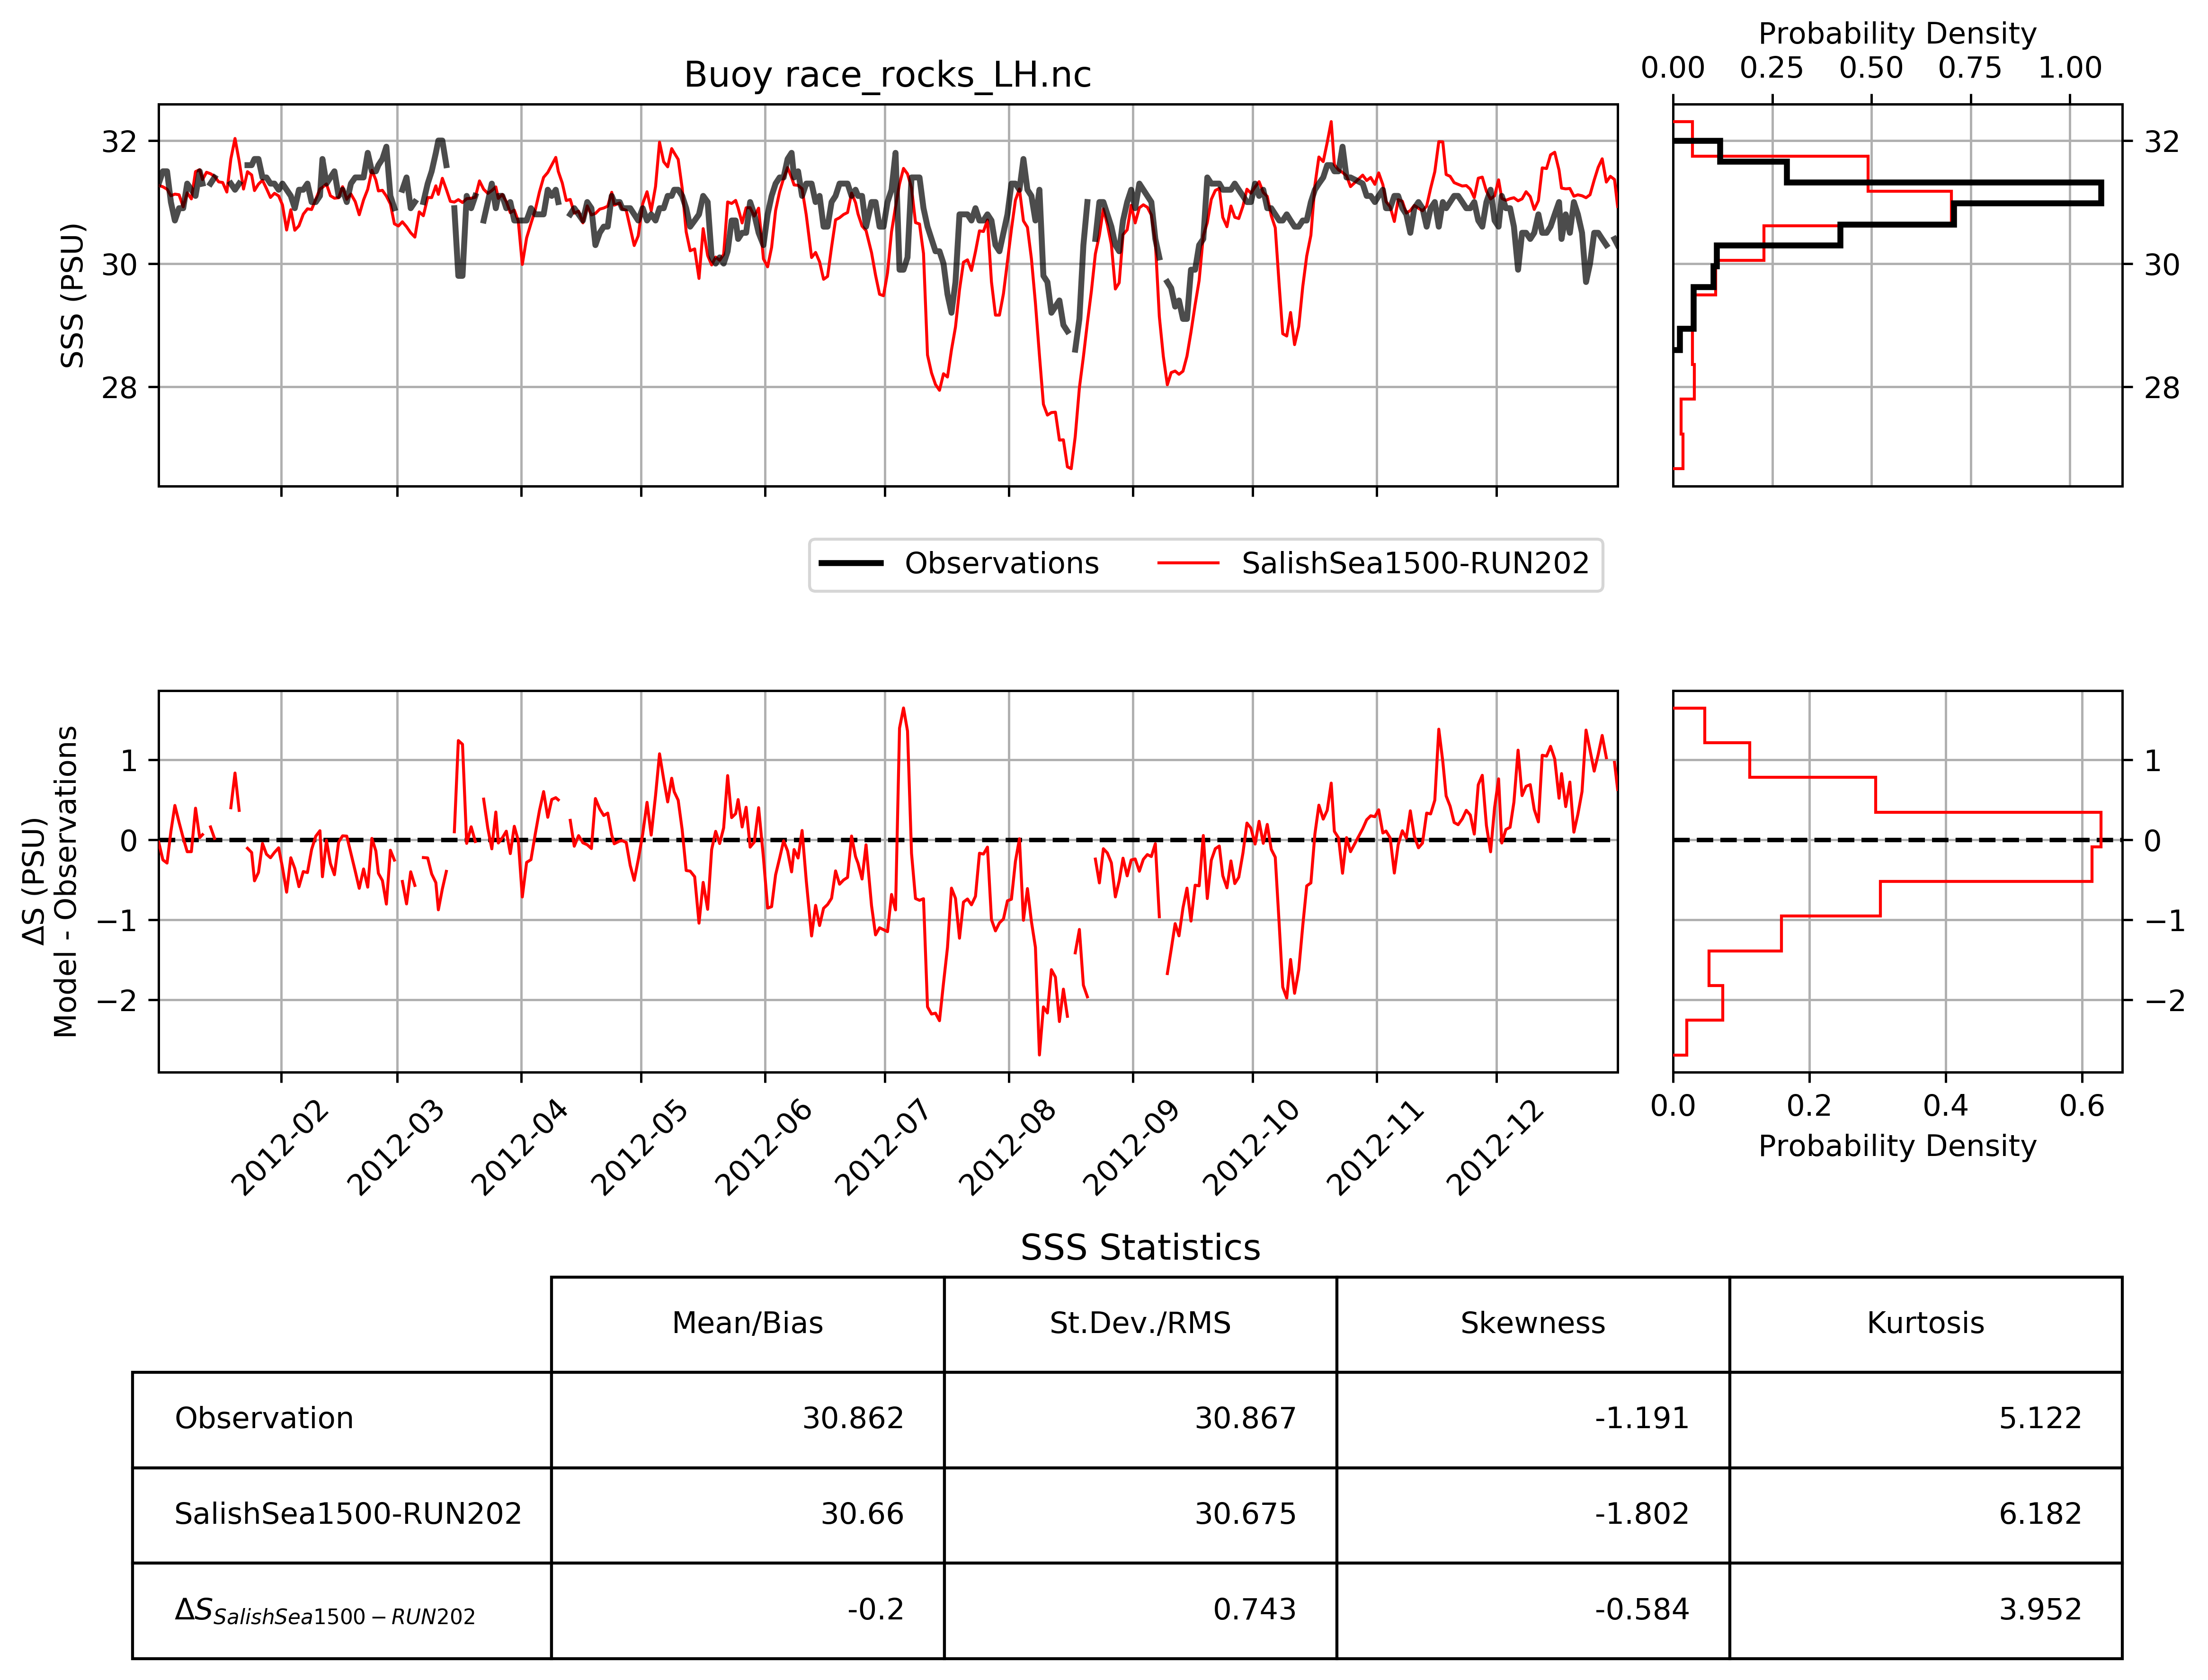 Probability Density
0.00 0.25 0.50 0.75 1.00
Buoy race_rocks_LH.nc
32
30
28
SSS (PSU)
32
30
28
Observations
SalishSea1500-RUN202
1
0
−1
−2
ΔS (PSU)
Model - Observations
1
0
−1
−2
2012-02
2012-03
2012-04
2012-05
2012-06
2012-07
2012-08
2012-09
2012-10
2012-11
2012-12
0.0 0.2 0.4 0.6
Probability Density
SSS Statistics
Mean/Bias St.Dev./RMS Skewness Kurtosis
Observation 30.862 30.867 -1.191 5.122
SalishSea1500-RUN202 30.66 30.675 -1.802 6.182
ΔS SalishSea1500−RUN202 -0.2 0.743 -0.584 3.952